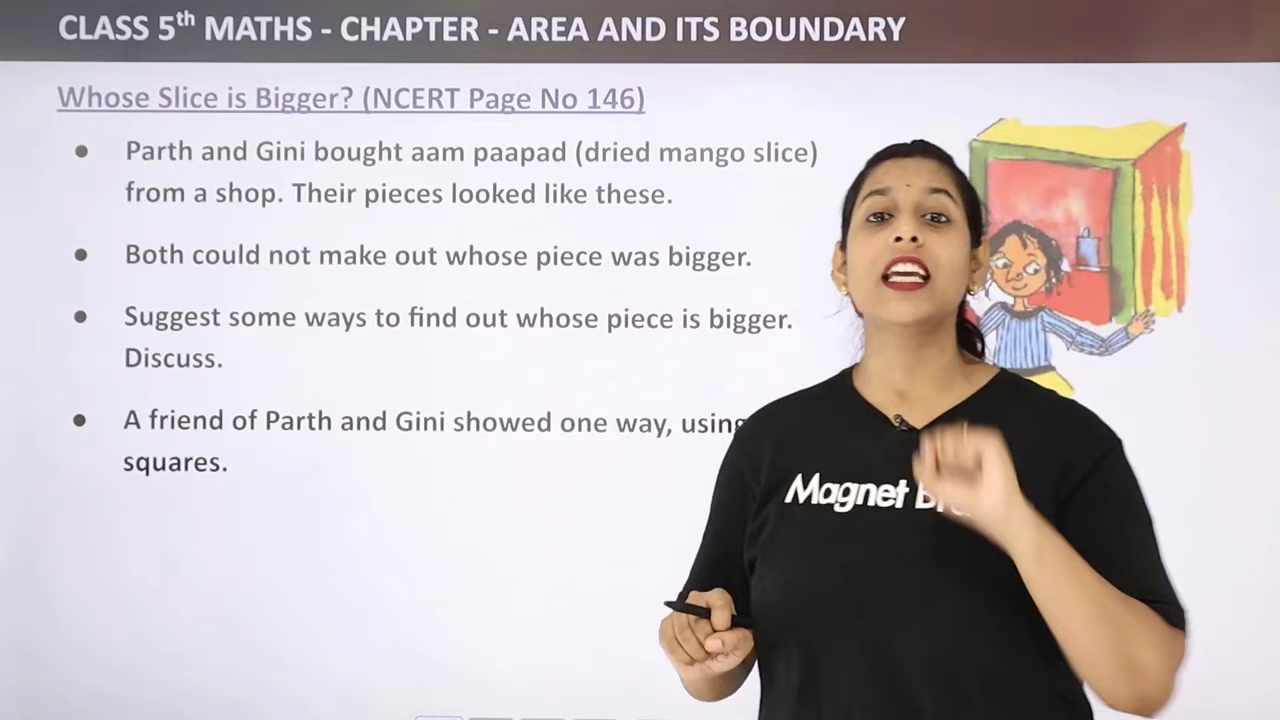 CLASS 5th MATHS - CHAPTER - AREA AND ITS BOUNDARY
Whose Slice is Bigger? (NCERT Page No 146)
● Parth and Gini bought aam paapad (dried mango slice)
from a shop. Their pieces looked like these.
● Both could not make out whose piece was bigger.
● Suggest some ways to find out whose piece is bigger.
Discuss.
● A friend of Parth and Gini showed one way, using
squares.
Magnet